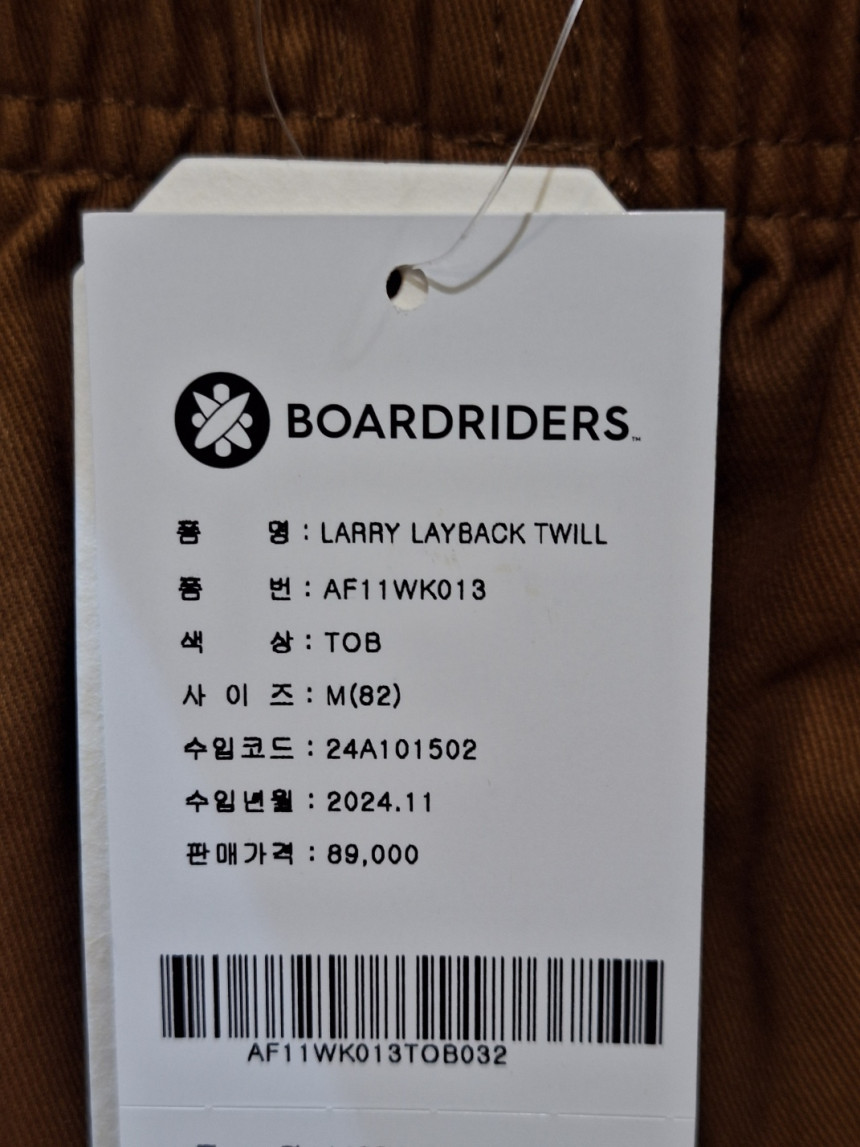 BOARDRIDERS™
품 명 : LARRY LAYBACK TWILL
품 번 : AF11WK013
색 상 : TOB
사 이 즈 : M(82)
수입코드 : 24A101502
수입년월 : 2024.11
판매가격 : 89,000
AF11WK013TOB032